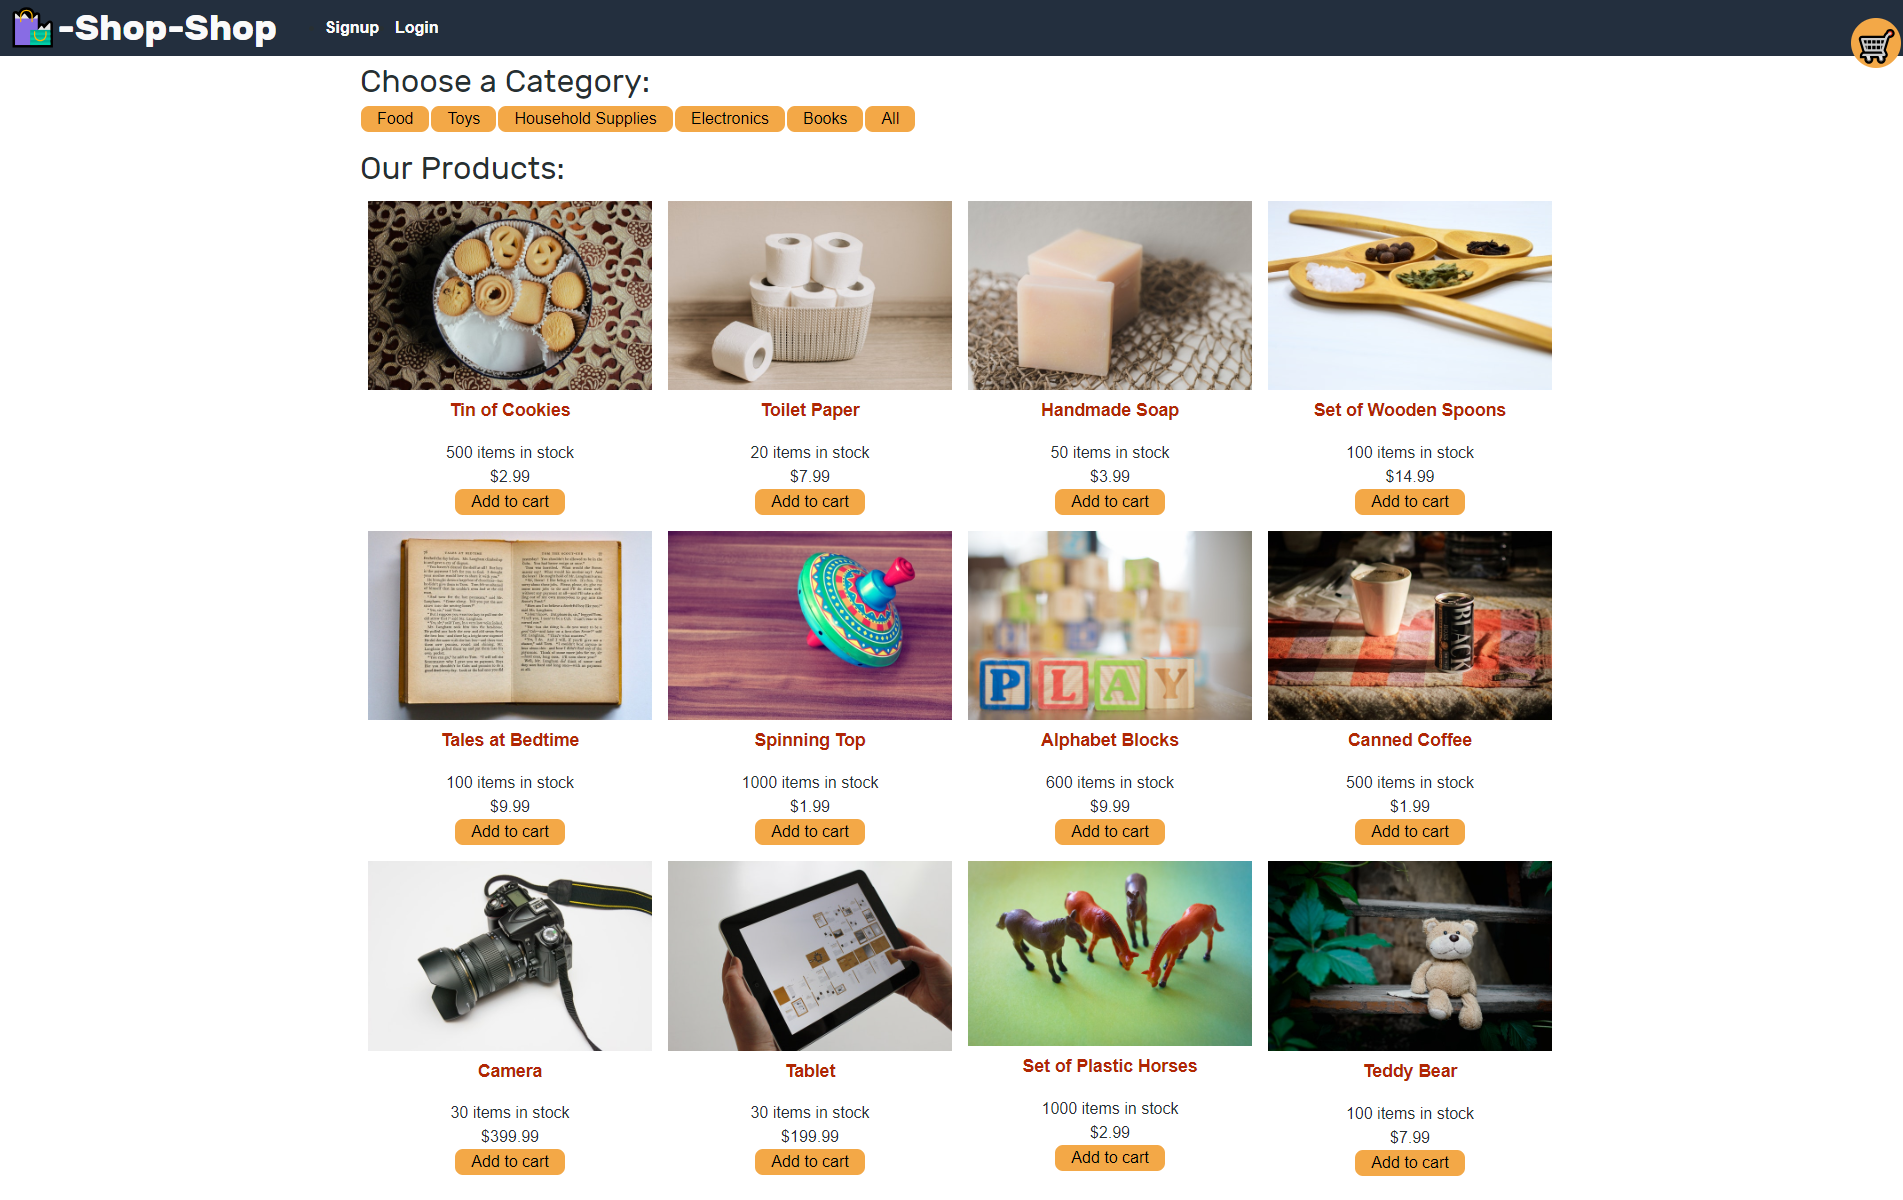 -Shop-Shop
Signup Login
Choose a Category:
Food Toys Household Supplies Electronics Books All
Our Products:
Tin of Cookies
500 items in stock
$2.99
Add to cart
Toilet Paper
20 items in stock
$7.99
Add to cart
Handmade Soap
50 items in stock
$3.99
Add to cart
Set of Wooden Spoons
100 items in stock
$14.99
Add to cart
Tales at Bedtime
100 items in stock
$9.99
Add to cart
Spinning Top
1000 items in stock
$1.99
Add to cart
PLAY
Alphabet Blocks
600 items in stock
$9.99
Add to cart
BLACK
Canned Coffee
500 items in stock
$1.99
Add to cart
Camera
30 items in stock
$399.99
Add to cart
Tablet
30 items in stock
$199.99
Add to cart
Set of Plastic Horses
1000 items in stock
$2.99
Add to cart
Teddy Bear
100 items in stock
$7.99
Add to cart